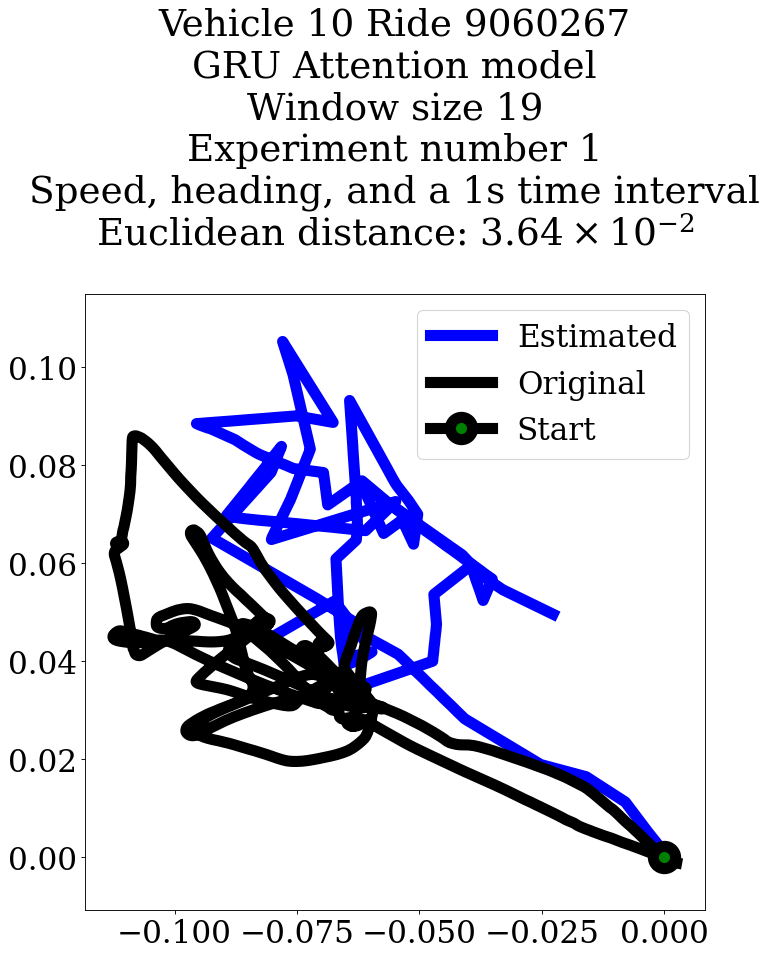 Vehicle 10 Ride 9060267
GRU Attention model
Window size 19
Experiment number 1
Speed, heading, and a 1s time interval
Euclidean distance: 3.64 × 10⁻²
Estimated
Original
Start
0.10
0.08
0.06
0.04
0.02
0.00
−0.100 −0.075 −0.050 −0.025 0.000